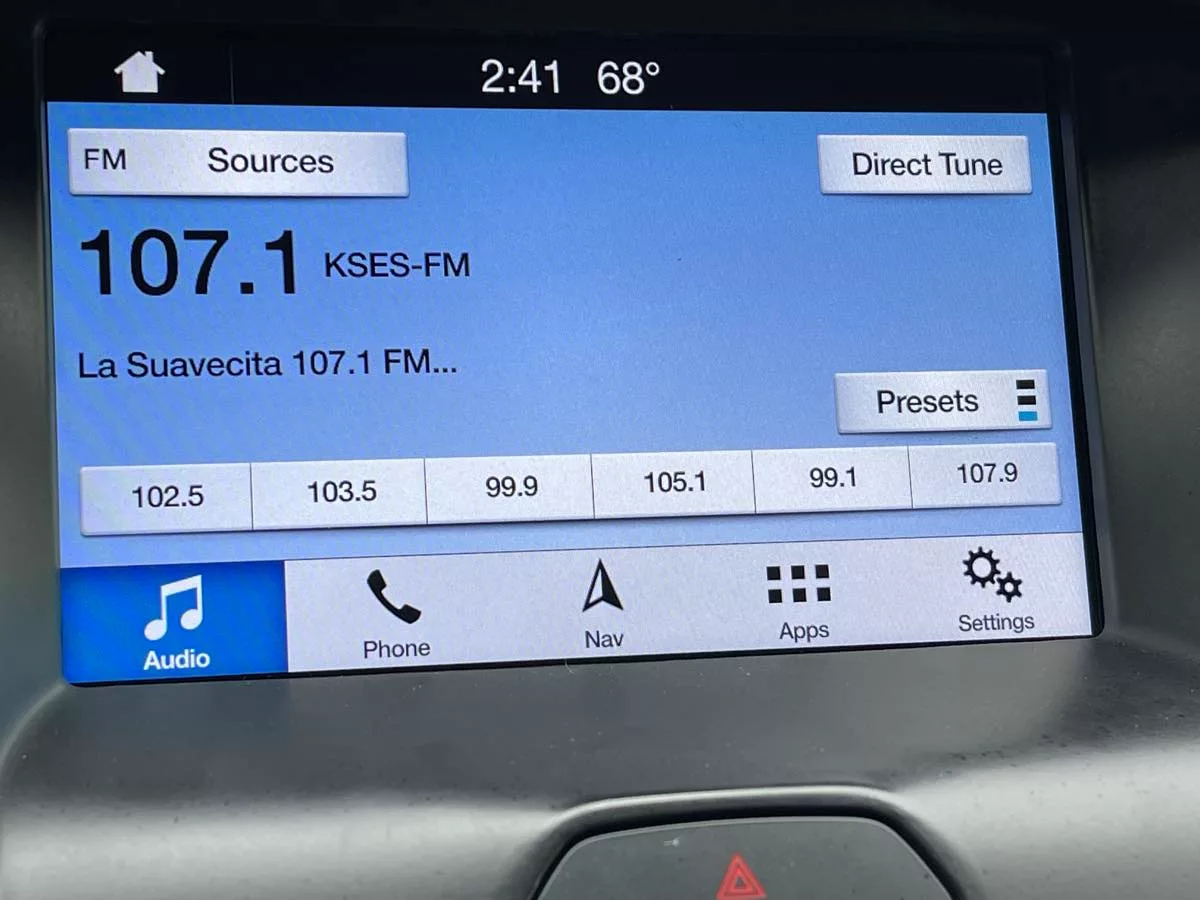 2:41 68°
FM Sources
Direct Tune
107.1 KSES-FM
La Suavecita 107.1 FM...
Presets
102.5 103.5 99.9 105.1 99.1 107.9
Audio Phone Nav Apps Settings